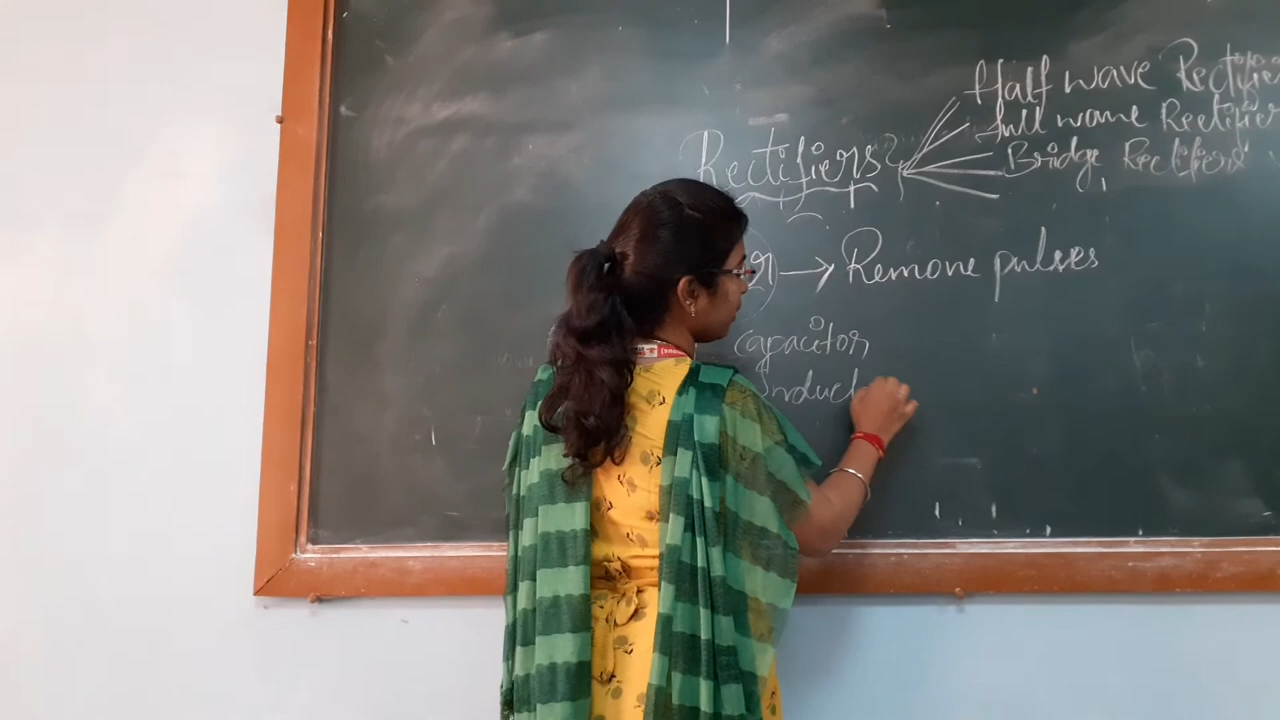 Half wave Rectifier
full wave Rectifier
Rectifiers
Bridge Rectifiers
→ Remove pulses
capacitor
Induct